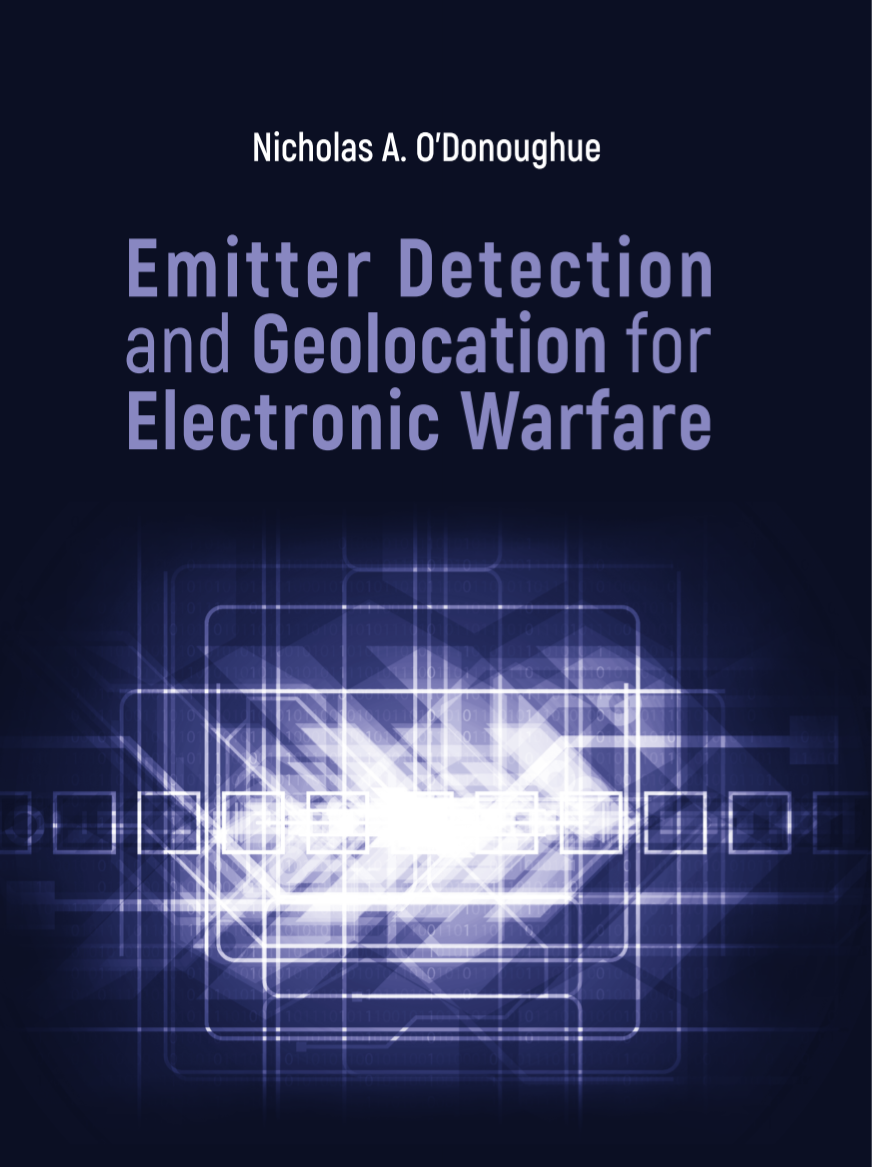 Nicholas A. O'Donoughue
Emitter Detection
and Geolocation for
Electronic Warfare